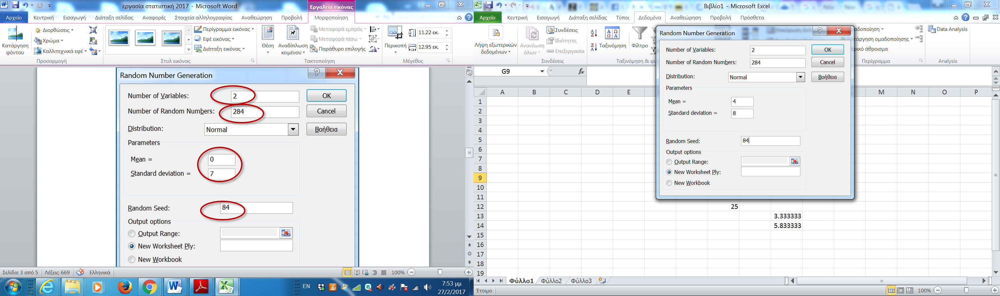 εργασία στατιστική 2017 - Microsoft Word
Εργαλεία εικόνας
Αρχείο Κεντρική Εισαγωγή Διάταξη σελίδας Αναφορές Στοιχεία αλληλογραφίας Αναθεώρηση Προβολή Μορφοποίηση
Κατάργηση φόντου
Διορθώσεις
Χρώμα
Καλλιτεχνικά εφέ
Προσαρμογή
Στυλ εικόνας
Περίγραμμα εικόνας
Εφέ εικόνας
Διάταξη εικόνας
Θέση
Αναδίπλωση κειμένου
Μεταφορά εμπρός
Μεταφορά πίσω
Παράθυρο επιλογής
Τακτοποίηση
Περικοπή
11.22 εκ.
12.95 εκ.
Μέγεθος
Random Number Generation
Number of Variables: 2 OK
Number of Random Numbers: 284 Cancel
Distribution: Normal Βοήθεια
Parameters
Mean = 0
Standard deviation = 7
Random Seed: 84
Output options
Output Range:
New Worksheet Ply:
New Workbook
Σελίδα: 3 από 5 Λέξεις: 669 Ελληνικά 100%
EN
7:53 μμ
27/2/2017
Βιβλίο1 - Microsoft Excel
Αρχείο Κεντρική Εισαγωγή Διάταξη σελίδας Τύποι Δεδομένα Αναθεώρηση Προβολή Πρόσθετα
Λήψη εξωτερικών δεδομένων
Ανανέωση όλων
Συνδέσεις
Ιδιότητες
Επεξεργασία
Συνδέσεις
Ταξινόμηση
Φίλτρο
Ταξινόμηση &
Περίγραμμα
Data Analysis
Analysis
G9 fx
A B C D E M N O P
1
2
3
4
5
6
7
8
9
10
11
12 25
13 3.333333
14 5.833333
15
16
17
18
19
Random Number Generation
Number of Variables: 2 OK
Number of Random Numbers: 284 Cancel
Distribution: Normal Βοήθεια
Parameters
Mean = 4
Standard deviation = 8
Random Seed: 84
Output options
Output Range:
New Worksheet Ply:
New Workbook
Φύλλο1 Φύλλο2 Φύλλο3
Έτοιμο 100%